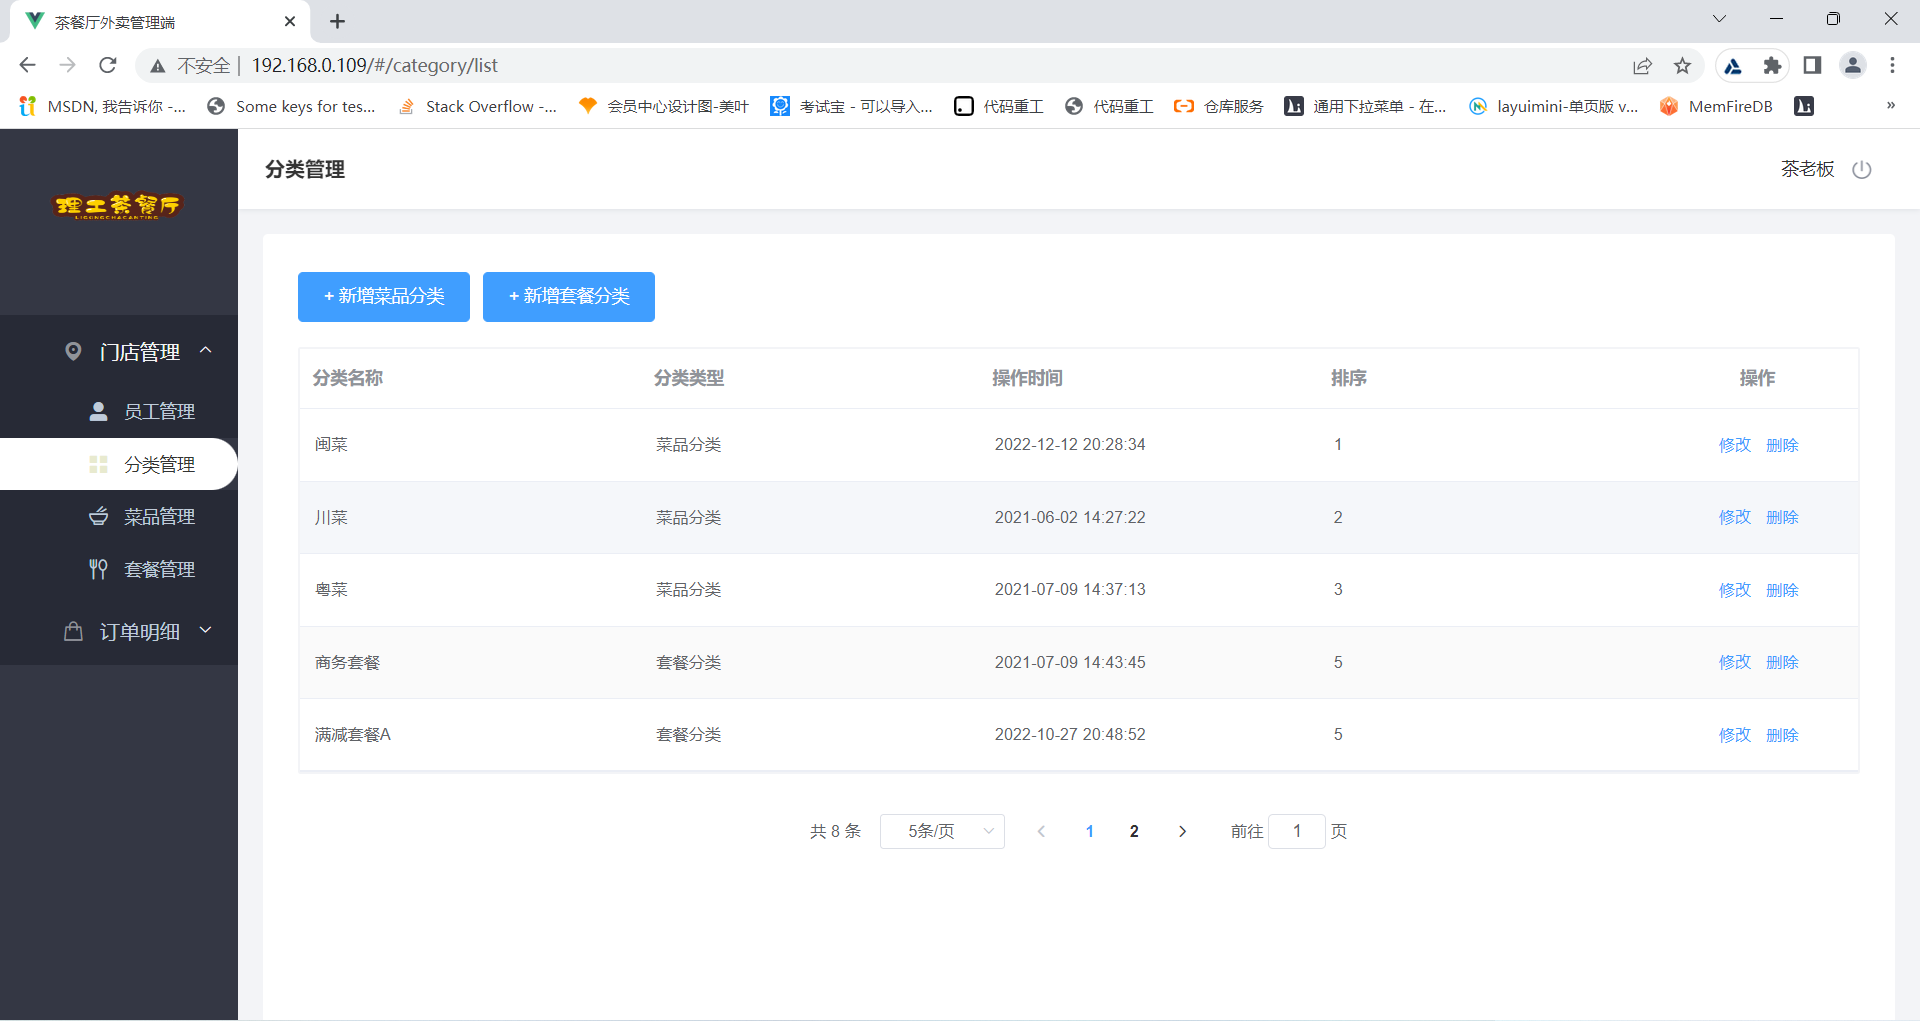 茶餐厅外卖管理端
不安全 192.168.0.109/#/category/list
MSDN, 我告诉你 -... Some keys for tes... Stack Overflow -... 会员中心设计图-美叶 考试宝 - 可以导入... 代码重工 代码重工 仓库服务 通用下拉菜单 - 在... layuimini-单页版 v... MemFireDB »
理工茶餐厅
LIGONGCHACANTING
分类管理
茶老板
门店管理
员工管理
分类管理
菜品管理
套餐管理
订单明细
+ 新增菜品分类 + 新增套餐分类
分类名称 分类类型 操作时间 排序 操作
闽菜 菜品分类 2022-12-12 20:28:34 1 修改 删除
川菜 菜品分类 2021-06-02 14:27:22 2 修改 删除
粤菜 菜品分类 2021-07-09 14:37:13 3 修改 删除
商务套餐 套餐分类 2021-07-09 14:43:45 5 修改 删除
满减套餐A 套餐分类 2022-10-27 20:48:52 5 修改 删除
共 8 条 5条/页 1 2 前往 1 页